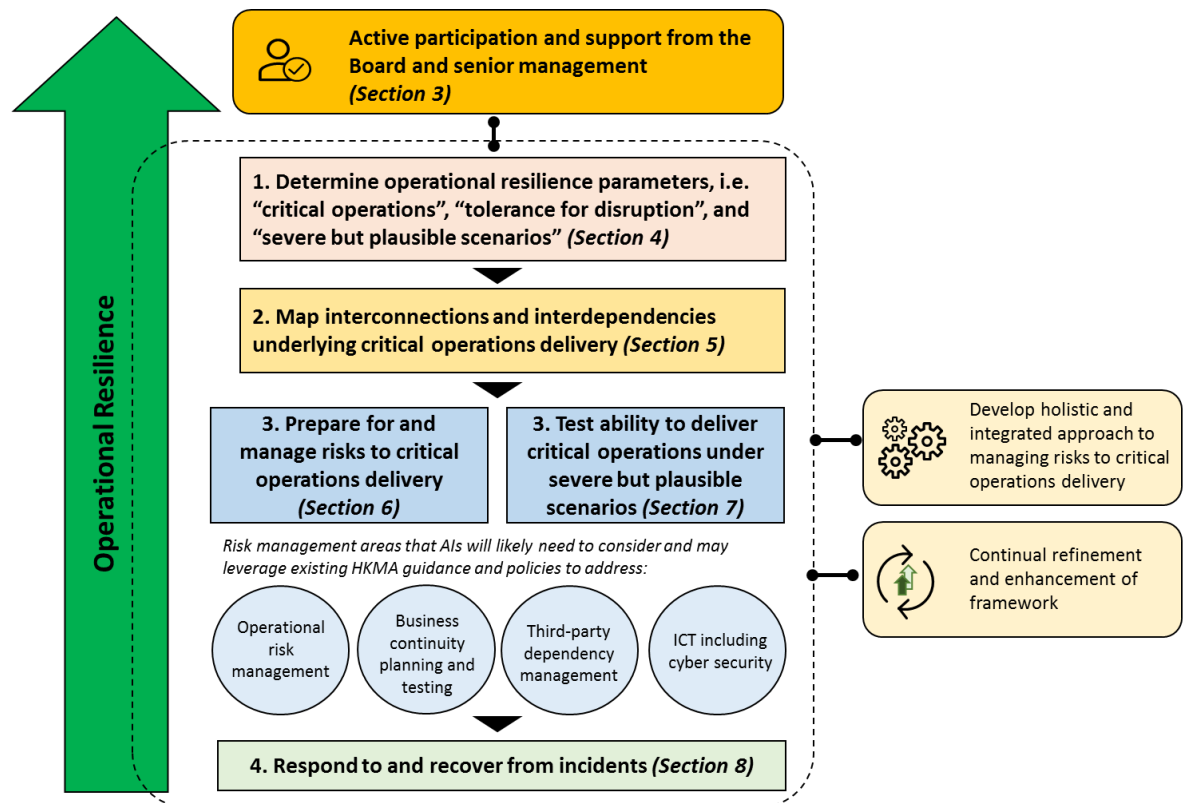 Operational Resilience
Active participation and support from the
Board and senior management
(Section 3)
1. Determine operational resilience parameters, i.e.
“critical operations”, “tolerance for disruption”, and
“severe but plausible scenarios” (Section 4)
2. Map interconnections and interdependencies
underlying critical operations delivery (Section 5)
3. Prepare for and
manage risks to critical
operations delivery
(Section 6)
3. Test ability to deliver
critical operations under
severe but plausible
scenarios (Section 7)
Risk management areas that AIs will likely need to consider and may
leverage existing HKMA guidance and policies to address:
Operational
risk
management
Business
continuity
planning and
testing
Third-party
dependency
management
ICT including
cyber security
4. Respond to and recover from incidents (Section 8)
Develop holistic and
integrated approach to
managing risks to critical
operations delivery
Continual refinement
and enhancement of
framework